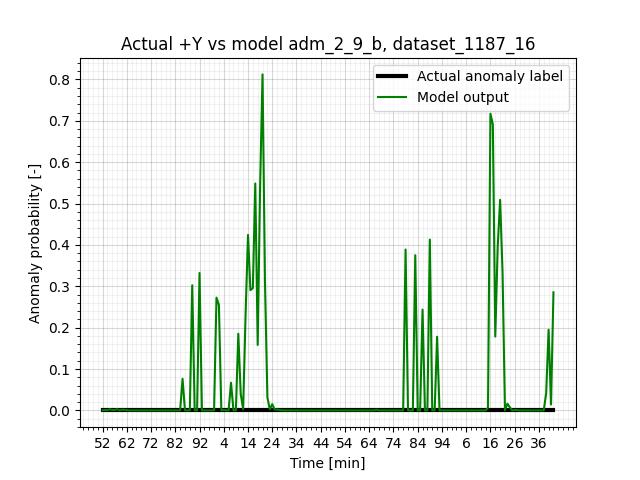 Actual +Y vs model adm_2_9_b, dataset_1187_16
Actual anomaly label
Model output
Anomaly probability [-]
0.8
0.7
0.6
0.5
0.4
0.3
0.2
0.1
0.0
52 62 72 82 92 4 14 24 34 44 54 64 74 84 94 6 16 26 36
Time [min]